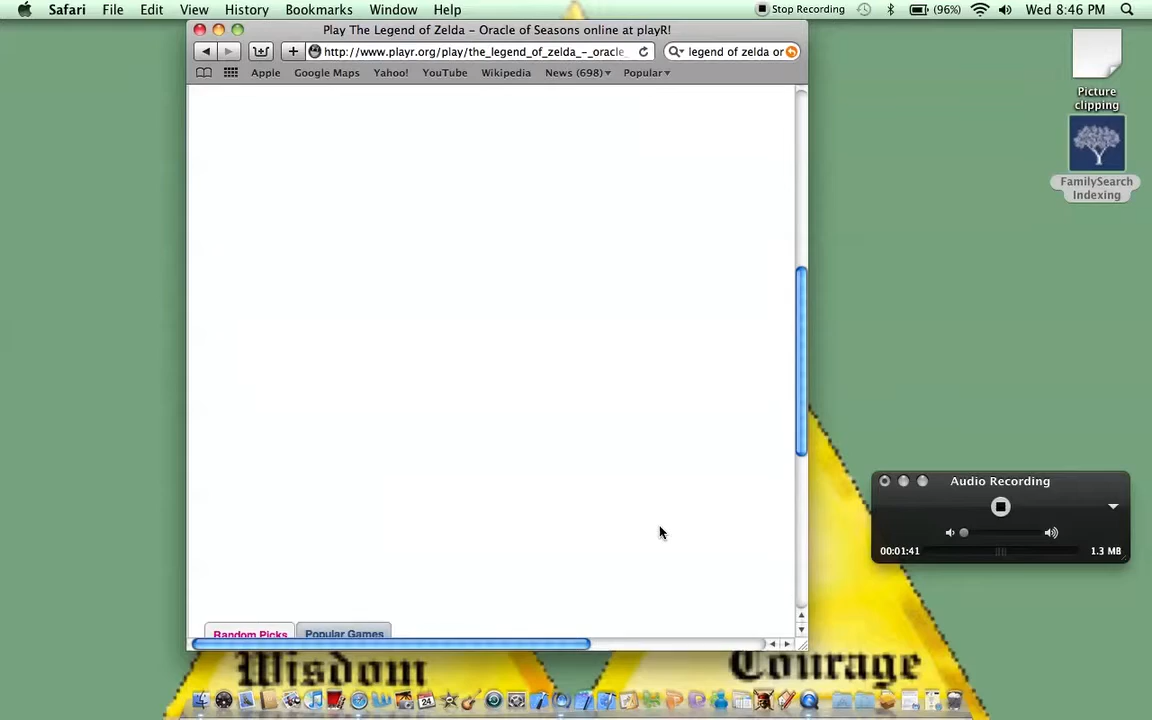 Safari File Edit View History Bookmarks Window Help Stop Recording (96%) Wed 8:46 PM
Play The Legend of Zelda – Oracle of Seasons online at playR!
http://www.playr.org/play/the_legend_of_zelda_-_oracle_ legend of zelda or
Apple Google Maps Yahoo! YouTube Wikipedia News (698) Popular
Picture
clipping
FamilySearch
Indexing
Audio Recording
00:01:41 1.3 MB
Random Picks Popular Games
Wisdom Courage
24